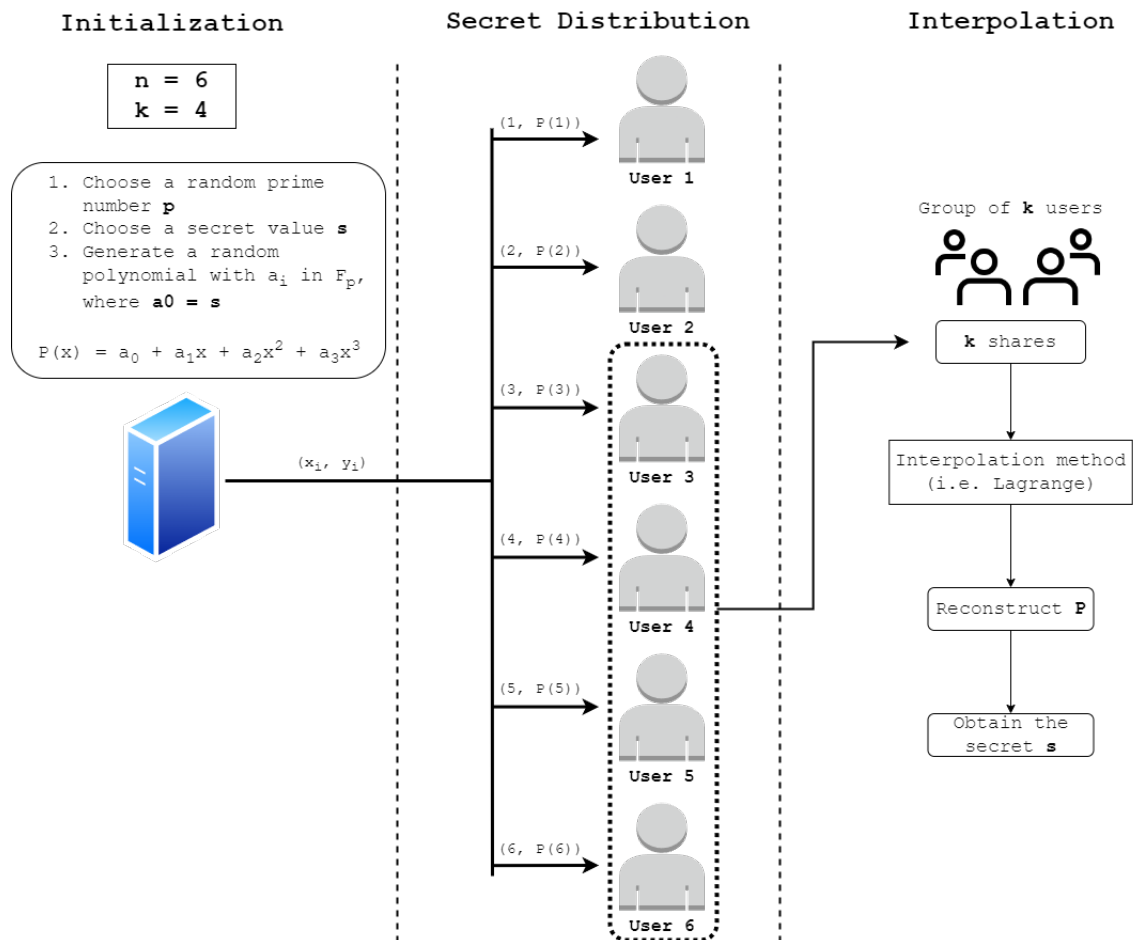 Initialization
n = 6
k = 4
1. Choose a random prime
number p
2. Choose a secret value s
3. Generate a random
polynomial with aᵢ in Fₚ,
where a0 = s
P(x) = a₀ + a₁x + a₂x² + a₃x³
(xᵢ, yᵢ)
Secret Distribution
(1, P(1))
User 1
(2, P(2))
User 2
(3, P(3))
User 3
(4, P(4))
User 4
(5, P(5))
User 5
(6, P(6))
User 6
Interpolation
Group of k users
k shares
Interpolation method
(i.e. Lagrange)
Reconstruct P
Obtain the
secret s